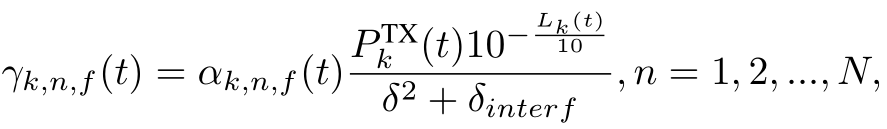 γ_{k,n,f}(t) = α_{k,n,f}(t) \frac{P_k^{TX}(t)10^{-\frac{L_k(t)}{10}}}{δ^2 + δ_{interf}}, n = 1, 2, ..., N,